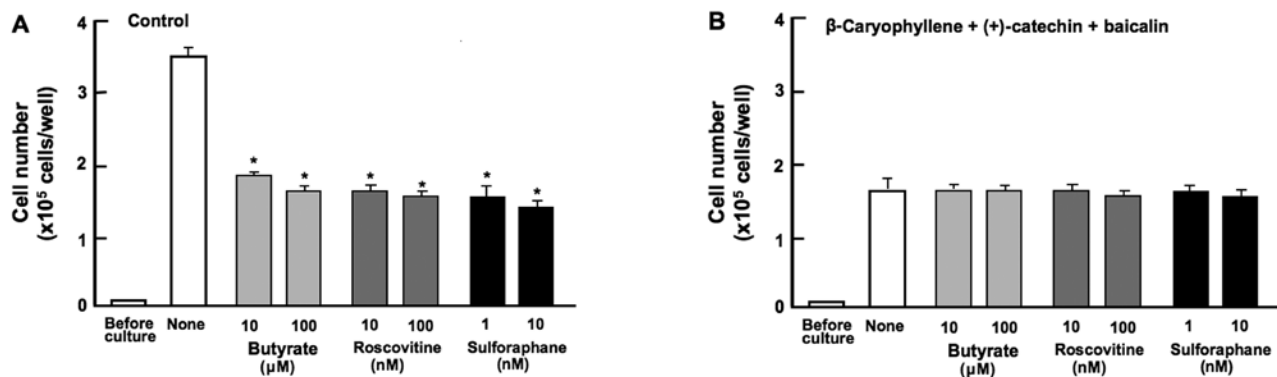 A
Control
Cell number
(x10⁵ cells/well)
4
3
2
1
0
* * * * * *
Before
culture
None
10 100 10 100 1 10
Butyrate
(µM)
Roscovitine
(nM)
Sulforaphane
(nM)
B
β-Caryophyllene + (+)-catechin + baicalin
Cell number
(x10⁵ cells/well)
4
3
2
1
0
Before
culture
None
10 100 10 100 1 10
Butyrate
(µM)
Roscovitine
(nM)
Sulforaphane
(nM)